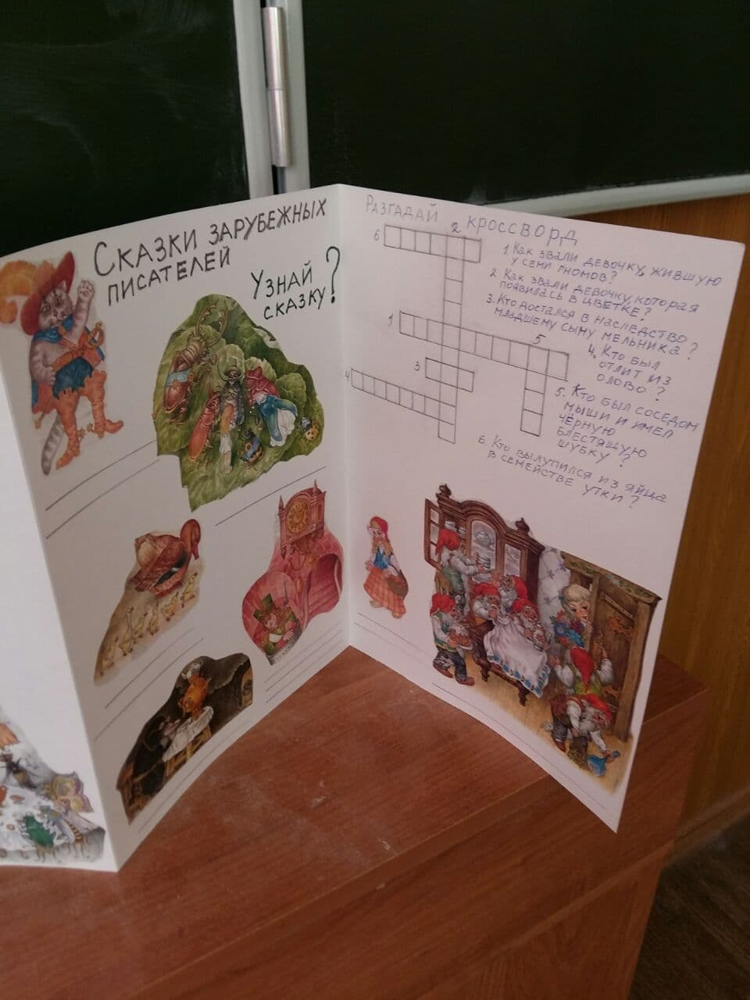 СКАЗКИ ЗАРУБЕЖНЫХ
ПИСАТЕЛЕЙ
УЗНАЙ
СКАЗКУ?
РАЗГАДАЙ КРОССВОРД
6
2
1
5
3
4
1 КАК ЗВАЛИ ДЕВОЧКУ, ЖИВШУЮ
У СЕМИ ГНОМОВ?
2 КАК ЗВАЛИ ДЕВОЧКУ, КОТОРАЯ
ПОЯВИЛАСЬ В ЦВЕТКЕ?
3. КТО ДОСТАЛСЯ В НАСЛЕДСТВО
МЛАДШЕМУ СЫНУ МЕЛЬНИКА?
4. КТО БЫЛ
ОТЛИТ ИЗ
ОЛОВО?
5. КТО БЫЛ СОСЕДОМ
МЫШИ И ИМЕЛ
ЧЁРНУЮ
БЛЕСТЯЩУЮ
ШУБКУ?
6. КТО ВЫЛУПИЛСЯ ИЗ ЯЙЦА
В СЕМЕЙСТВЕ УТКИ?